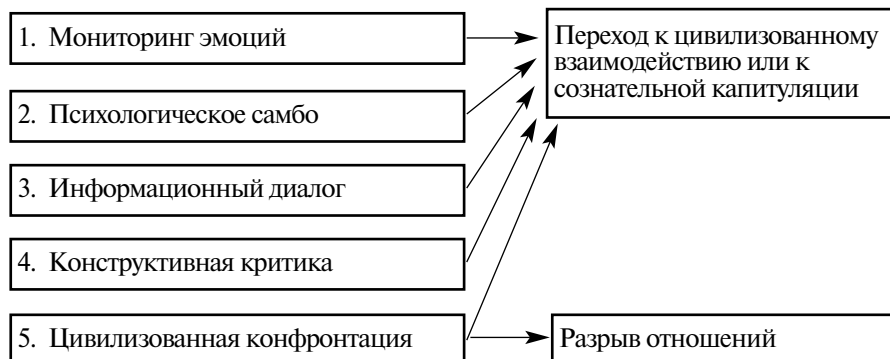 1. Мониторинг эмоций
Переход к цивилизованному
взаимодействию или к
сознательной капитуляции
2. Психологическое самбо
3. Информационный диалог
4. Конструктивная критика
5. Цивилизованная конфронтация
Разрыв отношений